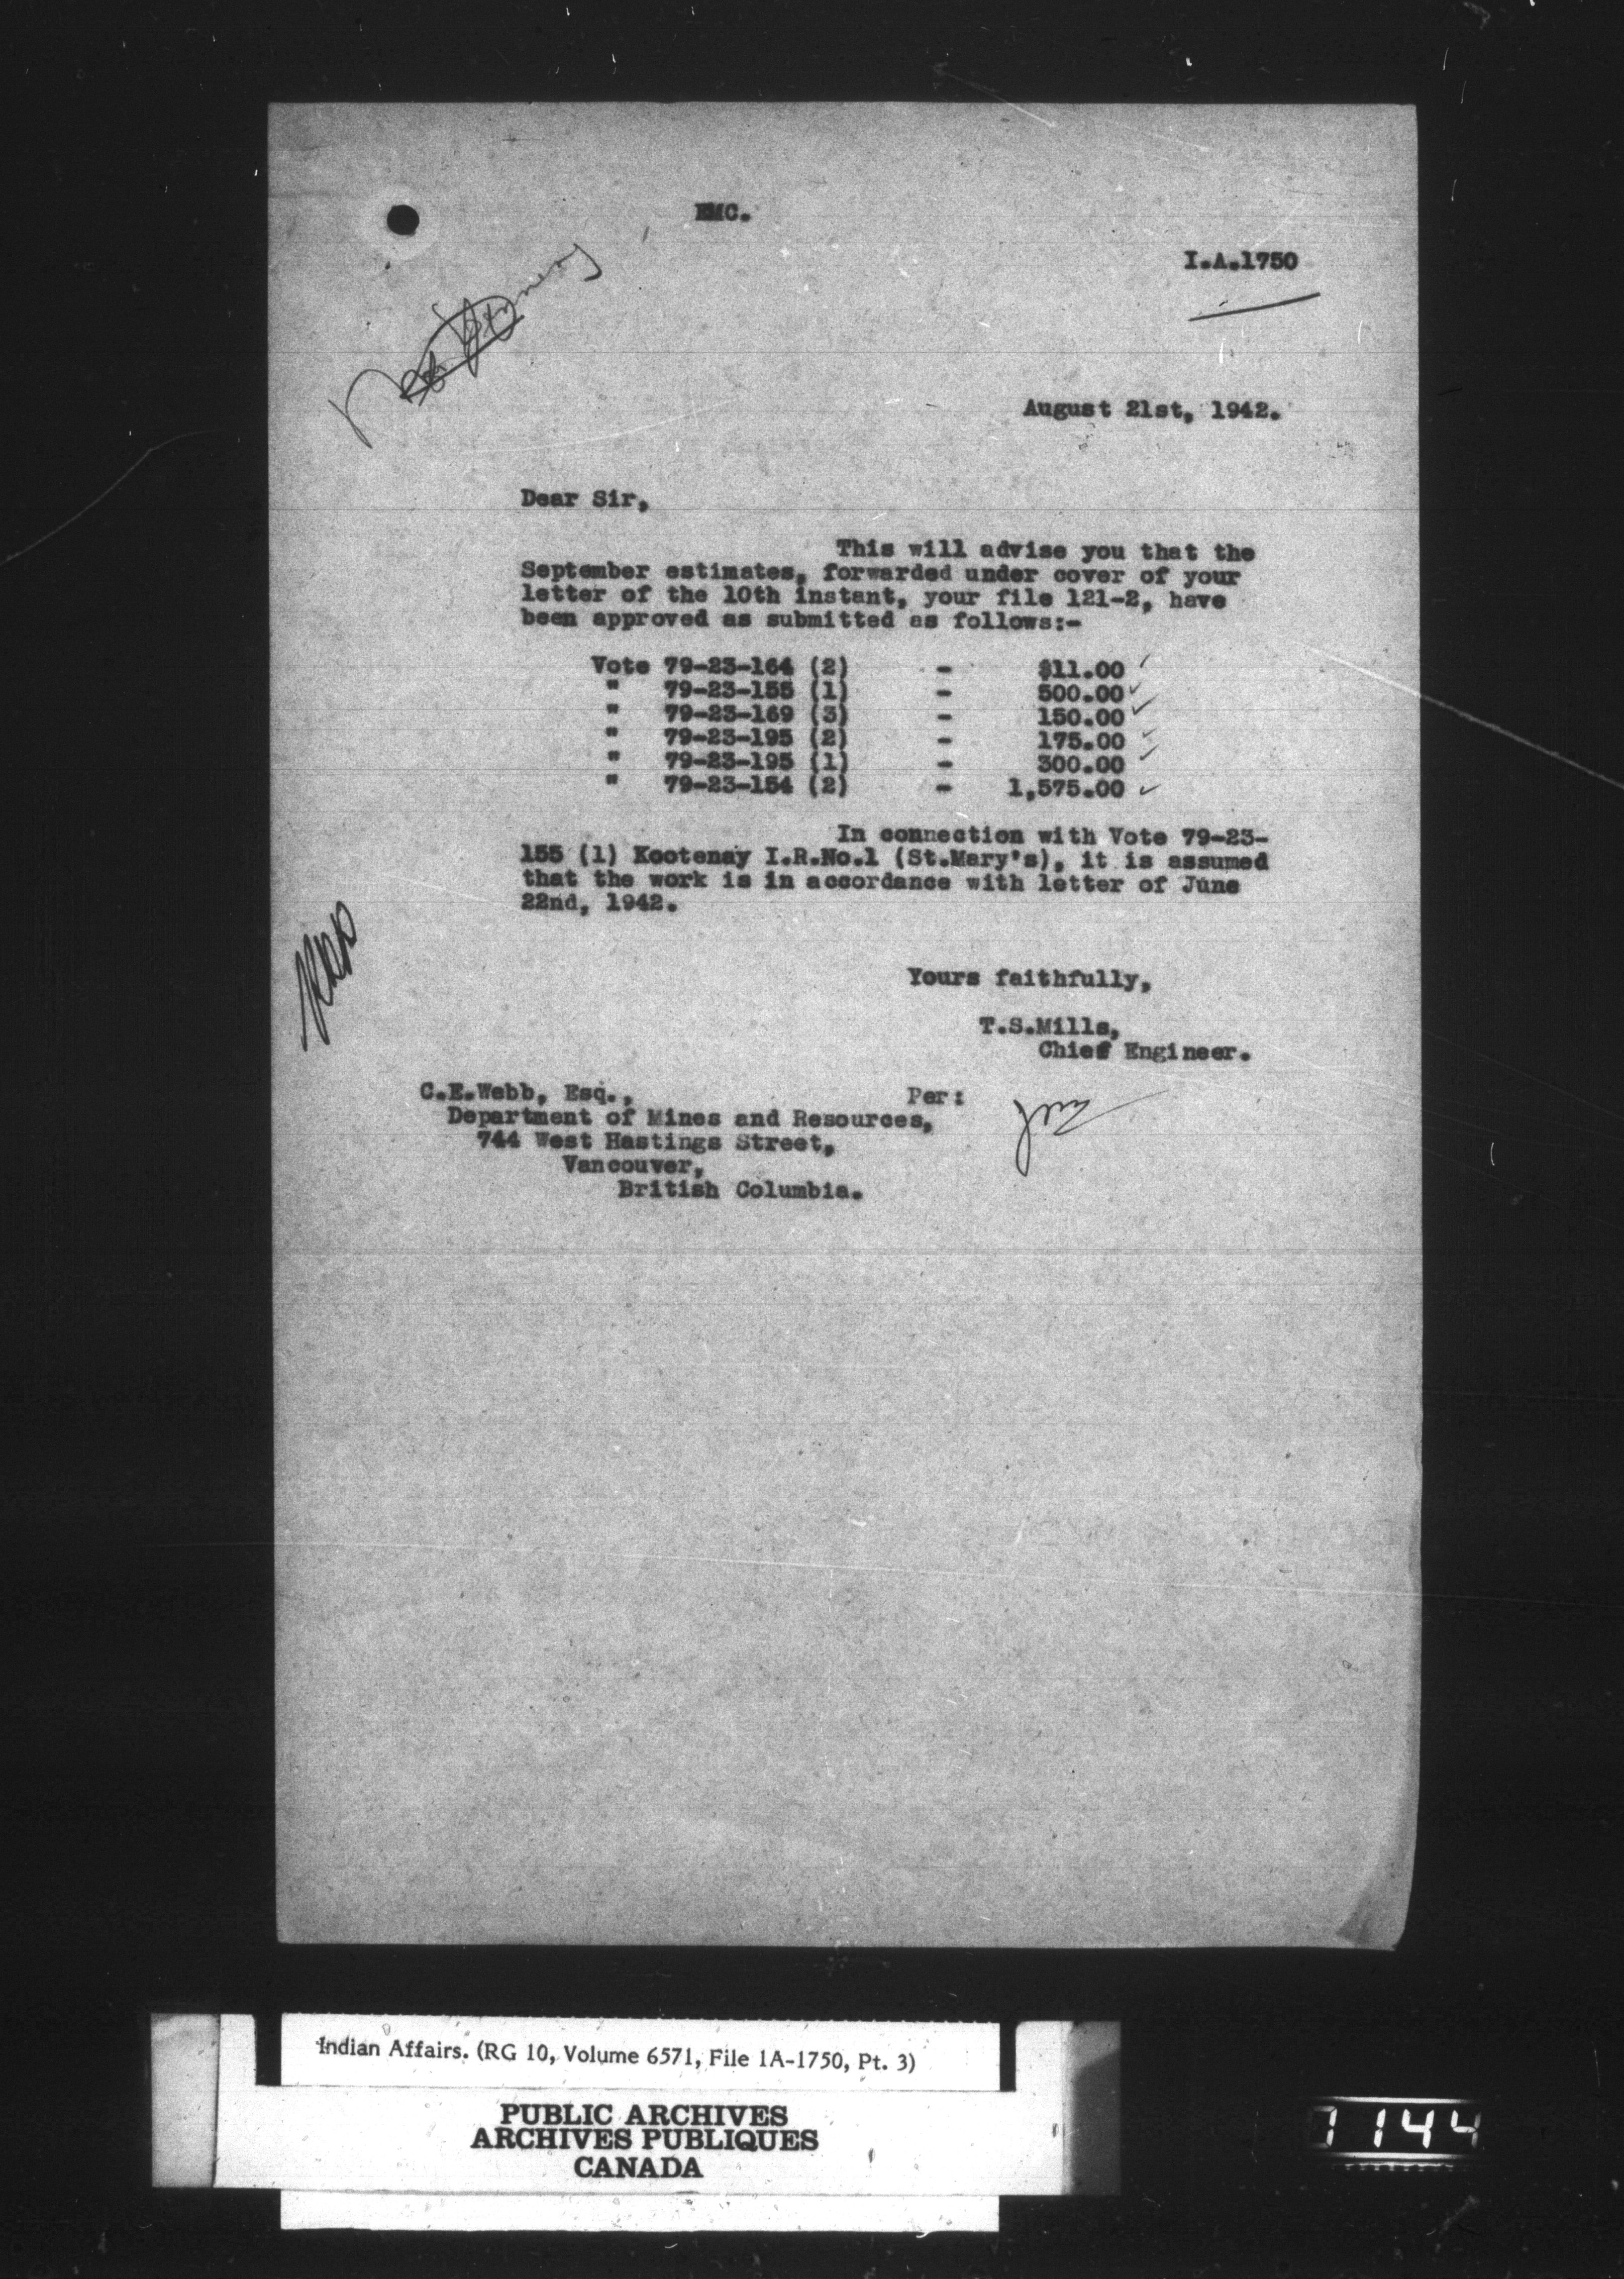 EMC.
I.A.1750
August 21st, 1942.
Dear Sir,
This will advise you that the
September estimates, forwarded under cover of your
letter of the 10th instant, your file 121-2, have
been approved as submitted as follows:-
Vote 79-23-164 (2) - $11.00 ✓
" 79-23-155 (1) - 500.00 ✓
" 79-23-169 (3) - 150.00 ✓
" 79-23-195 (2) - 175.00 ✓
" 79-23-195 (1) - 300.00 ✓
" 79-23-154 (2) - 1,575.00 ✓
In connection with Vote 79-23-
155 (1) Kootenay I.R.No.1 (St.Mary's), it is assumed
that the work is in accordance with letter of June
22nd, 1942.
Yours faithfully,
T.S.Mills,
Chief Engineer.
C.E.Webb, Esq., Per:
Department of Mines and Resources,
744 West Hastings Street,
Vancouver,
British Columbia.
Indian Affairs. (RG 10, Volume 6571, File 1A-1750, Pt. 3)
PUBLIC ARCHIVES
ARCHIVES PUBLIQUES
CANADA
1144